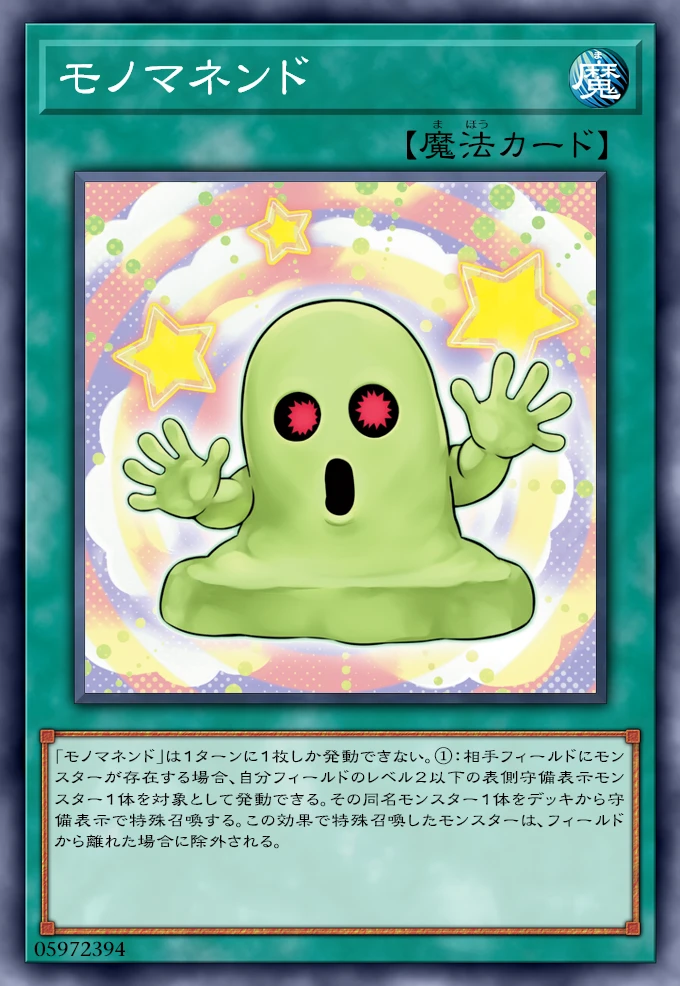 モノマネンド
魔
ま
【魔法カード】
ま ほう
「モノマネンド」は1ターンに1枚しか発動できない。①：相手フィールドにモン
スターが存在する場合、自分フィールドのレベル2以下の表側守備表示モン
スター1体を対象として発動できる。その同名モンスター1体をデッキから守
備表示で特殊召喚する。この効果で特殊召喚したモンスターは、フィールド
から離れた場合に除外される。
05972394